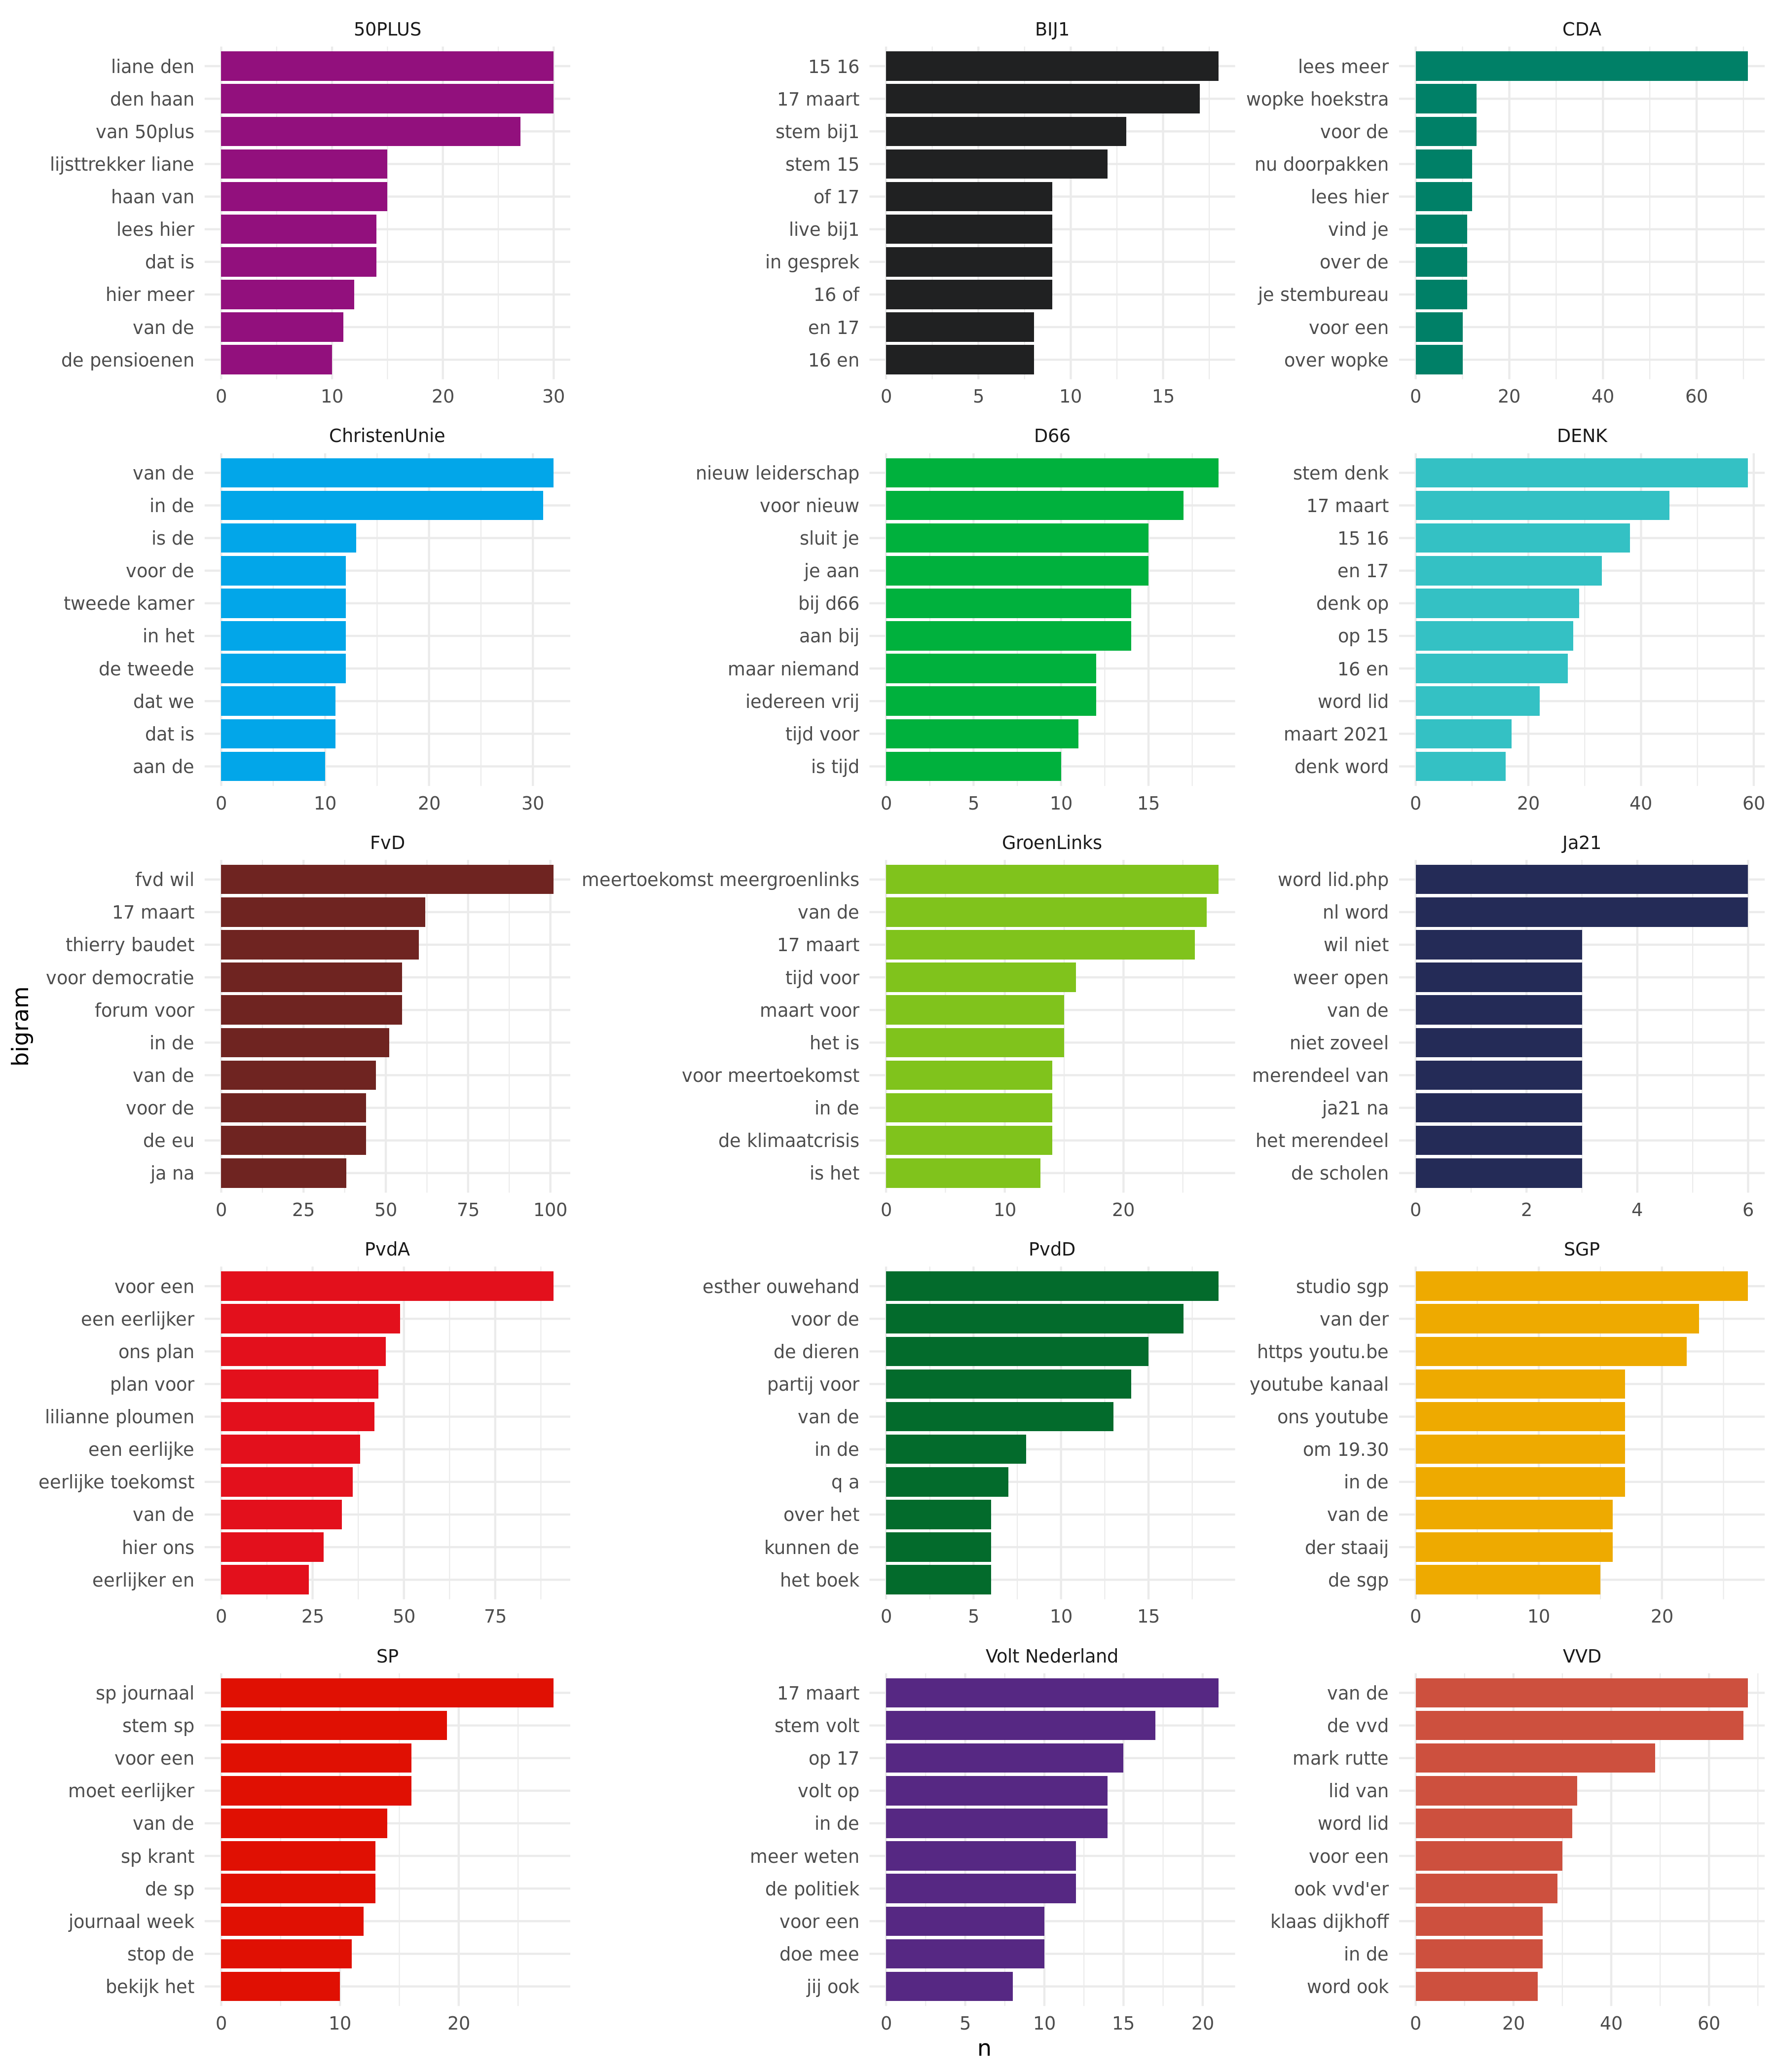 50PLUS
liane den
den haan
van 50plus
lijsttrekker liane
haan van
lees hier
dat is
hier meer
van de
de pensioenen
0 10 20 30
BIJ1
15 16
17 maart
stem bij1
stem 15
of 17
live bij1
in gesprek
16 of
en 17
16 en
0 5 10 15
CDA
lees meer
wopke hoekstra
voor de
nu doorpakken
lees hier
vind je
over de
je stembureau
voor een
over wopke
0 20 40 60
ChristenUnie
van de
in de
is de
voor de
tweede kamer
in het
de tweede
dat we
dat is
aan de
0 10 20 30
D66
nieuw leiderschap
voor nieuw
sluit je
je aan
bij d66
aan bij
maar niemand
iedereen vrij
tijd voor
is tijd
0 5 10 15
DENK
stem denk
17 maart
15 16
en 17
denk op
op 15
16 en
word lid
maart 2021
denk word
0 20 40 60
FvD
fvd wil
17 maart
thierry baudet
voor democratie
forum voor
in de
van de
voor de
de eu
ja na
0 25 50 75 100
GroenLinks
meertoekomst meergroenlinks
van de
17 maart
tijd voor
maart voor
het is
voor meertoekomst
in de
de klimaatcrisis
is het
0 10 20
Ja21
word lid.php
nl word
wil niet
weer open
van de
niet zoveel
merendeel van
ja21 na
het merendeel
de scholen
0 2 4 6
PvdA
voor een
een eerlijker
ons plan
plan voor
lilianne ploumen
een eerlijke
eerlijke toekomst
van de
hier ons
eerlijker en
0 25 50 75
PvdD
esther ouwehand
voor de
de dieren
partij voor
van de
in de
q a
over het
kunnen de
het boek
0 5 10 15
SGP
studio sgp
van der
https youtu.be
youtube kanaal
ons youtube
om 19.30
in de
van de
der staaij
de sgp
0 10 20
SP
sp journaal
stem sp
voor een
moet eerlijker
van de
sp krant
de sp
journaal week
stop de
bekijk het
0 10 20
Volt Nederland
17 maart
stem volt
op 17
volt op
in de
meer weten
de politiek
voor een
doe mee
jij ook
0 5 10 15 20
VVD
van de
de vvd
mark rutte
lid van
word lid
voor een
ook vvd'er
klaas dijkhoff
in de
word ook
0 20 40 60
bigram
n